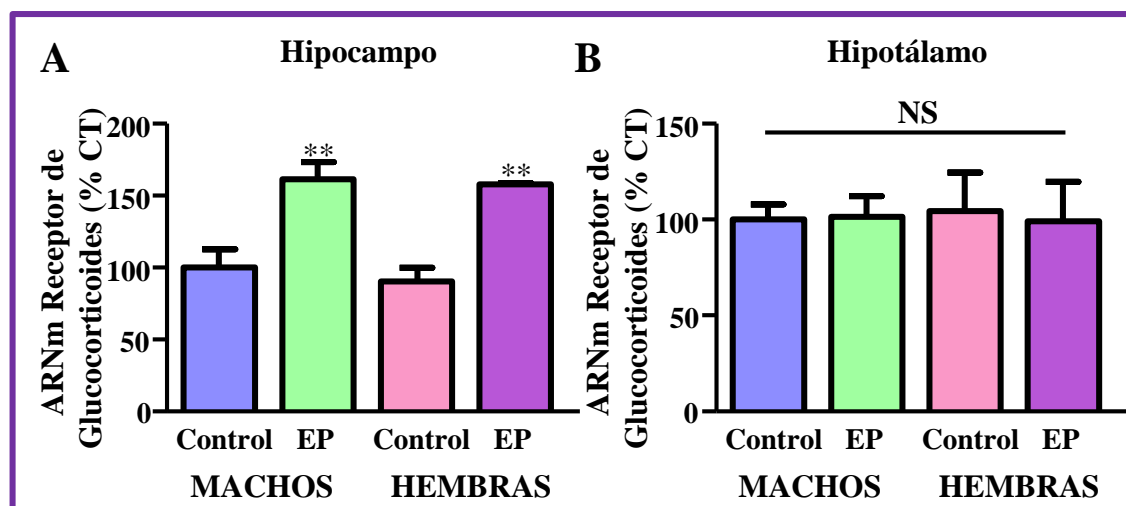 A
Hipocampo
ARNm Receptor de
Glucocorticoides (% CT)
200
150
100
50
0
**
**
Control EP Control EP
MACHOS HEMBRAS
B
Hipotálamo
ARNm Receptor de
Glucocorticoides (% CT)
150
100
50
0
NS
Control EP Control EP
MACHOS HEMBRAS